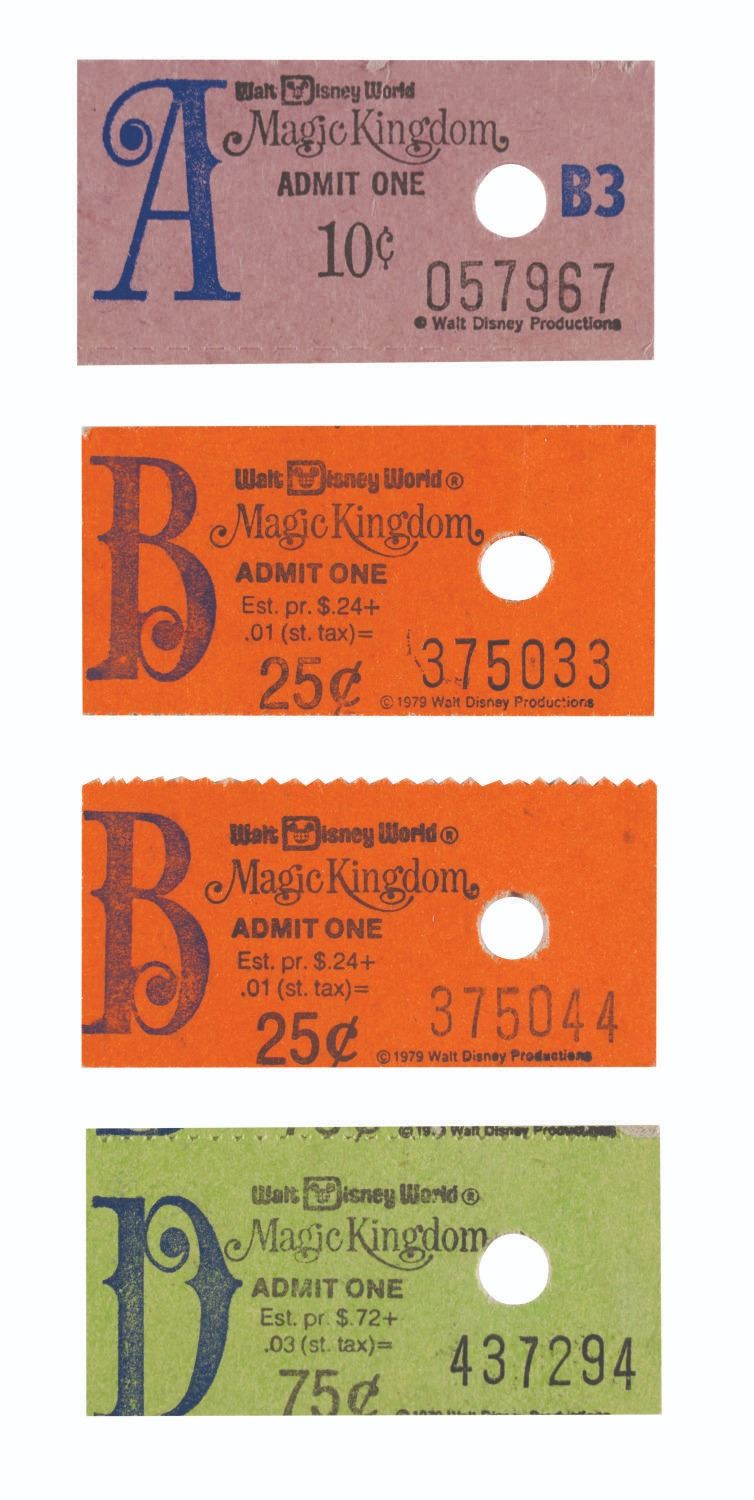 A
Walt Disney World
Magic Kingdom
ADMIT ONE
B3
10¢
057967
© Walt Disney Productions
B
Walt Disney World ®
Magic Kingdom
ADMIT ONE
Est. pr. $.24+
.01 (st. tax)=
25¢
375033
© 1979 Walt Disney Productions
B
Walt Disney World ®
Magic Kingdom
ADMIT ONE
Est. pr. $.24+
.01 (st. tax)=
25¢
375044
© 1979 Walt Disney Productions
Walt Disney Productions
D
Walt Disney World ®
Magic Kingdom
ADMIT ONE
Est. pr. $.72+
.03 (st. tax)=
437294
75¢